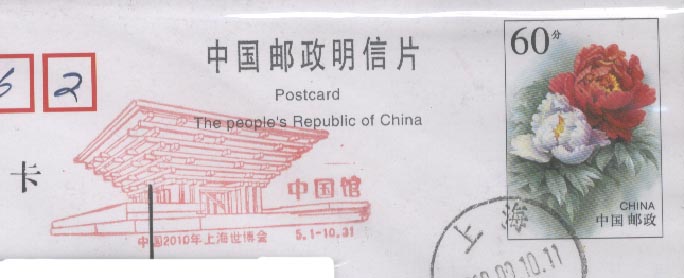 60分
中国邮政明信片
Postcard
The people's Republic of China
2
卡
中国馆
中国2010年上海世博会 5.1-10.31
CHINA
中国邮政
上海